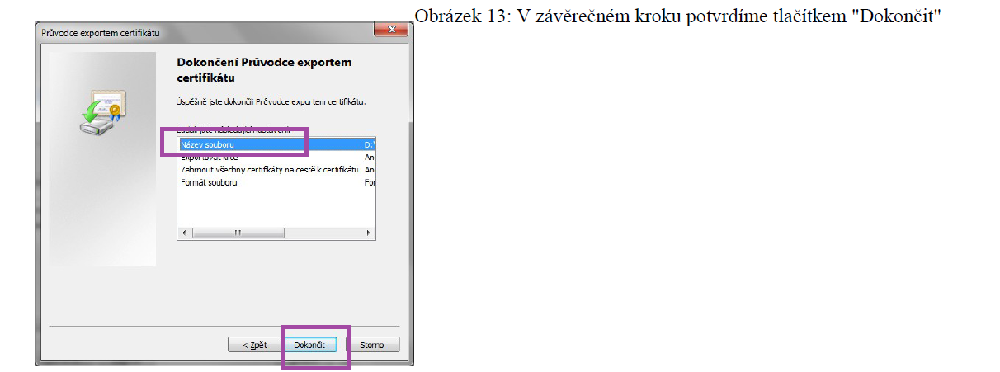 Obrázek 13: V závěrečném kroku potvrdíme tlačítkem "Dokončit"
Průvodce exportem certifikátu
Dokončení Průvodce exportem
certifikátu
Úspěšně jste dokončili Průvodce exportem certifikátu.
Zadali jste následující nastavení:
Název souboru D:\
Exportovat klíče An
Zahrnout všechny certifikáty na cestě k certifikátu An
Formát souboru For
< Zpět Dokončit Storno